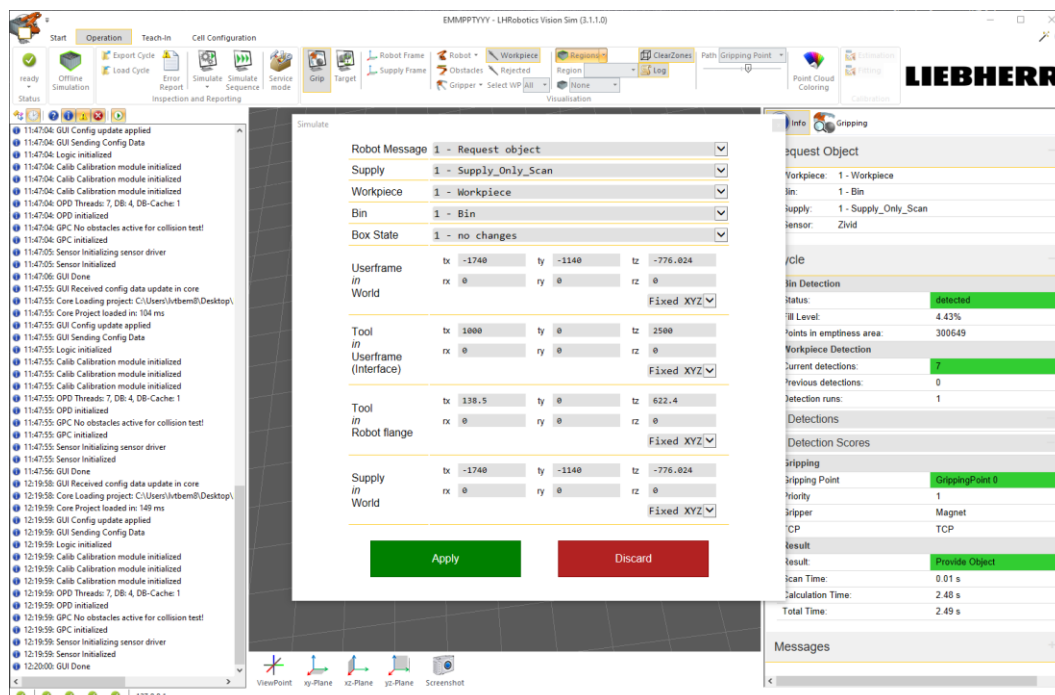 EMMPPTYYY - LHRobotics Vision Sim (3.1.1.0)
Start Operation Teach-In Cell Configuration
ready
Status
Offline Simulation
Export Cycle
Load Cycle
Error Report
Simulate
Simulate Sequence
Service mode
Inspection and Reporting
Grip
Target
Robot Frame
Supply Frame
Robot
Obstacles
Gripper
Workpiece
Rejected
Select WP All
Regions
Region
None
ClearZones
Log
Path Gripping Point
Visualisation
Point Cloud Coloring
Estimation
Fitting
Calibration
LIEBHERR
11:47:04: GUI Config update applied
11:47:04: GUI Sending Config Data
11:47:04: Logic initialized
11:47:04: Calib Calibration module initialized
11:47:04: Calib Calibration module initialized
11:47:04: Calib Calibration module initialized
11:47:04: OPD Threads: 7, DB: 4, DB-Cache: 1
11:47:04: OPD initialized
11:47:04: GPC No obstacles active for collision test!
11:47:04: GPC initialized
11:47:05: Sensor Initializing sensor driver
11:47:05: Sensor Initialized
11:47:06: GUI Done
11:47:55: GUI Received config data update in core
11:47:55: Core Loading project: C:\Users\lvtbem8\Desktop\
11:47:55: Core Project loaded in: 104 ms
11:47:55: GUI Config update applied
11:47:55: GUI Sending Config Data
11:47:55: Logic initialized
11:47:55: Calib Calibration module initialized
11:47:55: Calib Calibration module initialized
11:47:55: Calib Calibration module initialized
11:47:55: OPD Threads: 7, DB: 4, DB-Cache: 1
11:47:55: OPD initialized
11:47:55: GPC No obstacles active for collision test!
11:47:55: GPC initialized
11:47:55: Sensor Initializing sensor driver
11:47:55: Sensor Initialized
11:47:56: GUI Done
12:19:58: GUI Received config data update in core
12:19:58: Core Loading project: C:\Users\lvtbem8\Desktop\
12:19:59: Core Project loaded in: 149 ms
12:19:59: GUI Config update applied
12:19:59: GUI Sending Config Data
12:19:59: Logic initialized
12:19:59: Calib Calibration module initialized
12:19:59: Calib Calibration module initialized
12:19:59: Calib Calibration module initialized
12:19:59: OPD Threads: 7, DB: 4, DB-Cache: 1
12:19:59: OPD initialized
12:19:59: GPC No obstacles active for collision test!
12:19:59: GPC initialized
12:19:59: Sensor Initializing sensor driver
12:19:59: Sensor Initialized
12:20:00: GUI Done
Simulate
Robot Message 1 - Request object
Supply 1 - Supply_Only_Scan
Workpiece 1 - Workpiece
Bin 1 - Bin
Box State 1 - no changes
Userframe in World
tx -1740 ty -1140 tz -776.024
rx 0 ry 0 rz 0
Fixed XYZ
Tool in Userframe (Interface)
tx 1000 ty 0 tz 2500
rx 0 ry 0 rz 0
Fixed XYZ
Tool in Robot flange
tx 138.5 ty 0 tz 622.4
rx 0 ry 0 rz 0
Fixed XYZ
Supply in World
tx -1740 ty -1140 tz -776.024
rx 0 ry 0 rz 0
Fixed XYZ
Apply Discard
ViewPoint xy-Plane xz-Plane yz-Plane Screenshot
Info Gripping
equest Object
Vorkpiece: 1 - Workpiece
Bin: 1 - Bin
Supply: 1 - Supply_Only_Scan
Sensor: Zivid
ycle
Bin Detection
Status: detected
Fill Level: 4.43%
Points in emptiness area: 300649
Workpiece Detection
Current detections: 7
Previous detections: 0
Detection runs: 1
Detections
Detection Scores
Gripping
Gripping Point GrippingPoint 0
Priority 1
Gripper Magnet
TCP TCP
Result
Result: Provide Object
Scan Time: 0.01 s
Calculation Time: 2.48 s
Total Time: 2.49 s
Messages